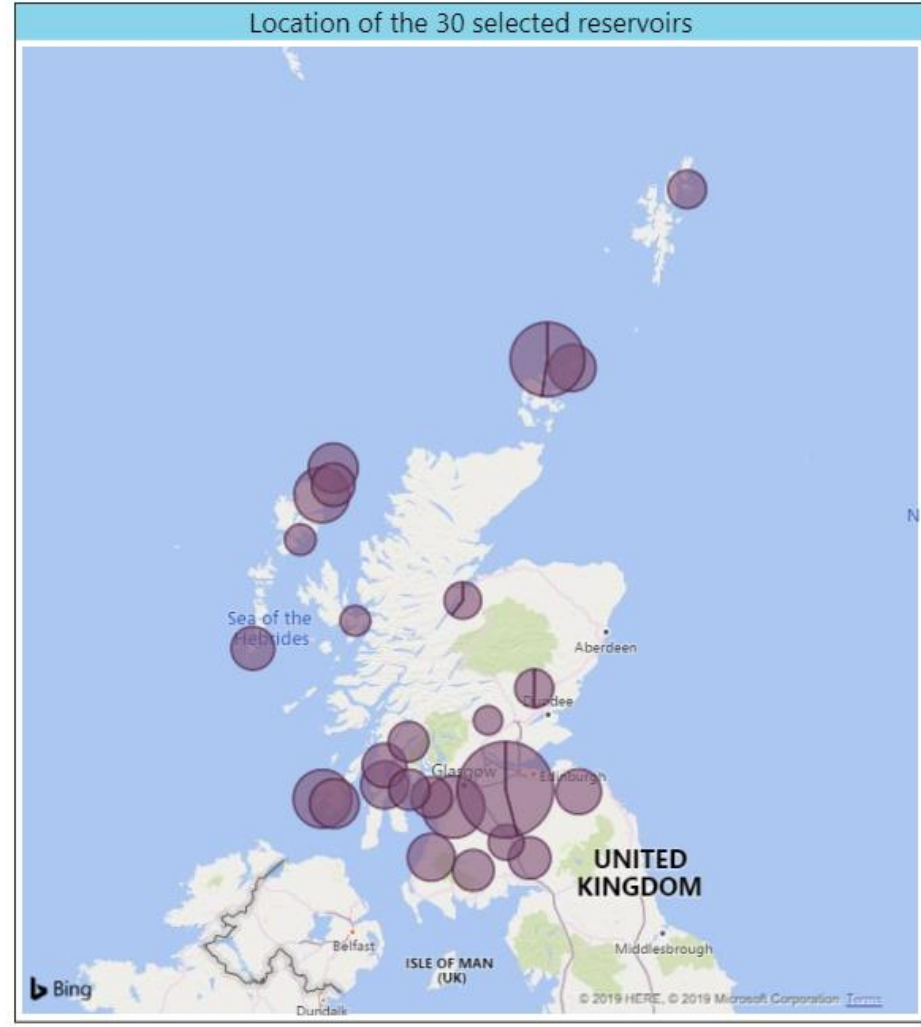 Location of the 30 selected reservoirs
N
Sea of the
Hebrides
Aberdeen
Dundee
Glasgow
Edinburgh
UNITED
KINGDOM
Belfast
Middlesbrough
ISLE OF MAN
(UK)
Bing
© 2019 HERE, © 2019 Microsoft Corporation Terms
Dundalk